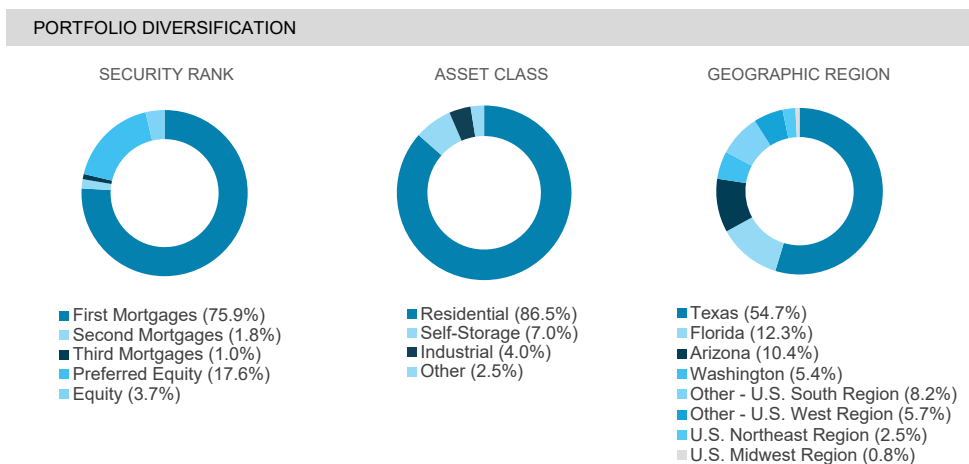 PORTFOLIO DIVERSIFICATION
SECURITY RANK
First Mortgages (75.9%)
Second Mortgages (1.8%)
Third Mortgages (1.0%)
Preferred Equity (17.6%)
Equity (3.7%)
ASSET CLASS
Residential (86.5%)
Self-Storage (7.0%)
Industrial (4.0%)
Other (2.5%)
GEOGRAPHIC REGION
Texas (54.7%)
Florida (12.3%)
Arizona (10.4%)
Washington (5.4%)
Other - U.S. South Region (8.2%)
Other - U.S. West Region (5.7%)
U.S. Northeast Region (2.5%)
U.S. Midwest Region (0.8%)